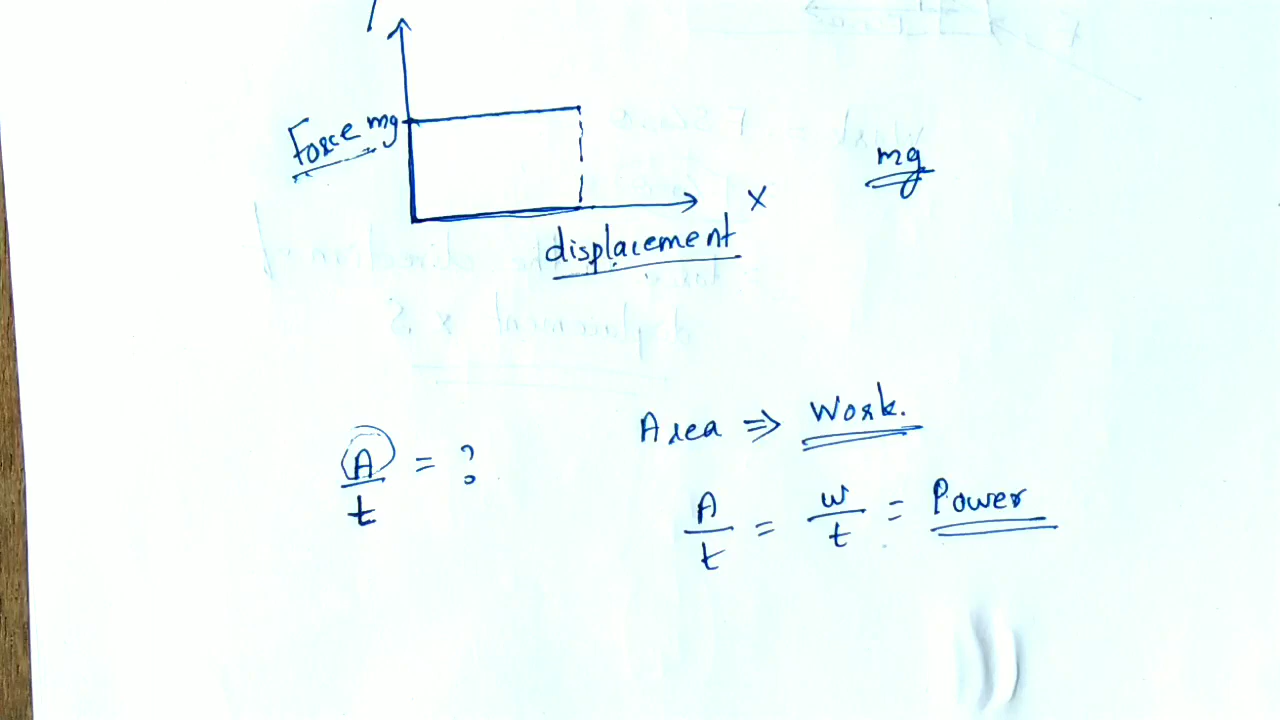 Force mg
mg
X
displacement
Area ⇒ Work.
A/t = ?
A/t = w/t = Power